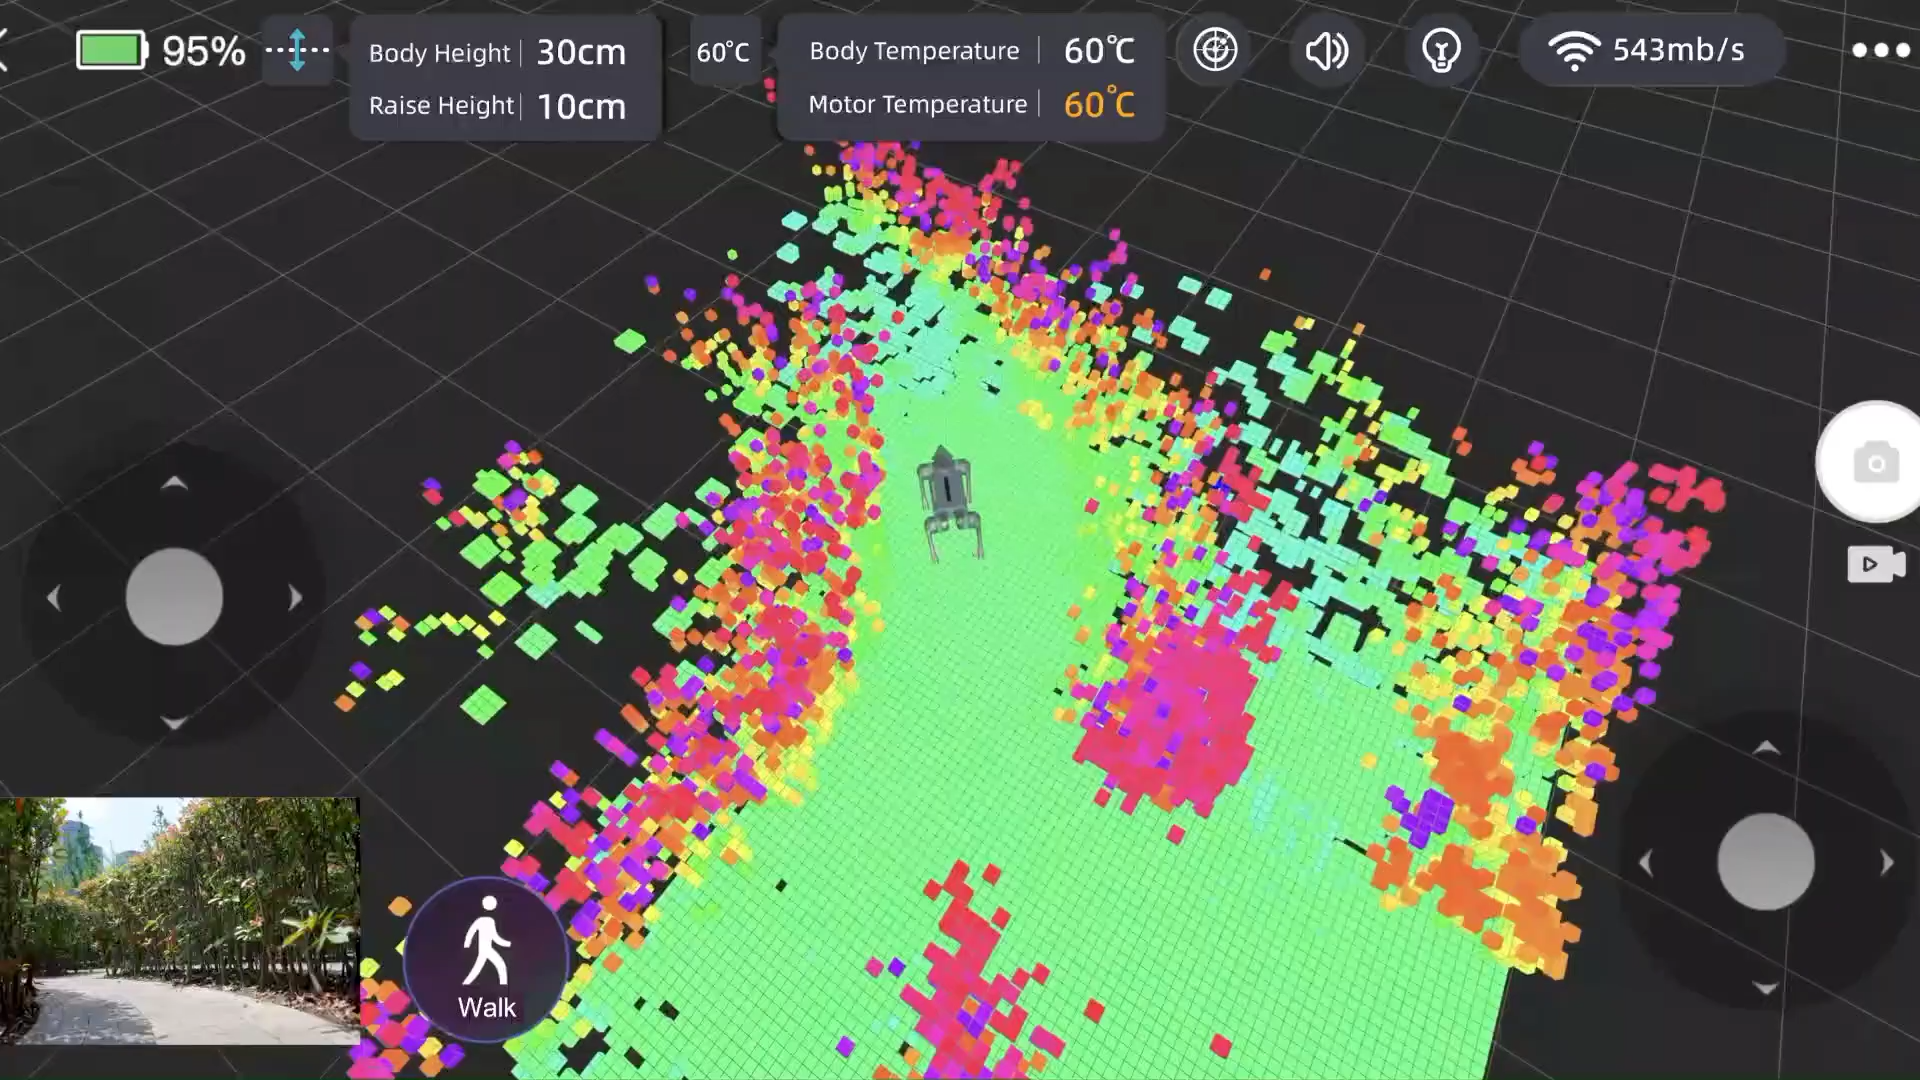 95%
Body Height | 30cm
Raise Height | 10cm
60°C
Body Temperature | 60°C
Motor Temperature | 60°C
543mb/s
Walk